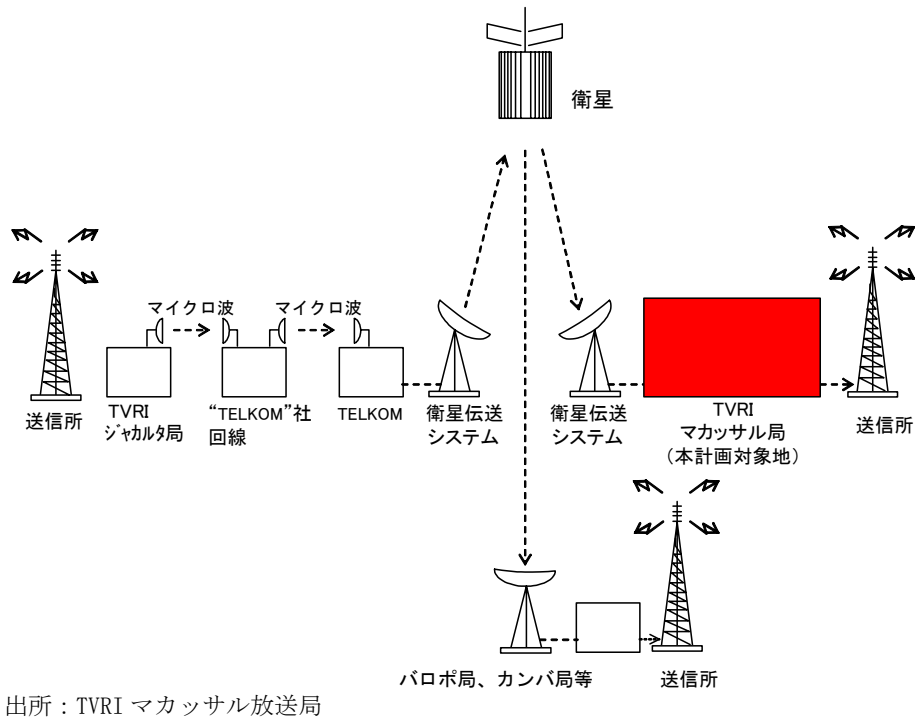 衛星
マイクロ波
マイクロ波
送信所
TVRI
ｼﾞｬｶﾙﾀ局
“TELKOM”社
回線
TELKOM
衛星伝送
システム
衛星伝送
システム
TVRI
マカッサル局
（本計画対象地）
送信所
バロポ局、カンバ局等
送信所
出所：TVRI マカッサル放送局